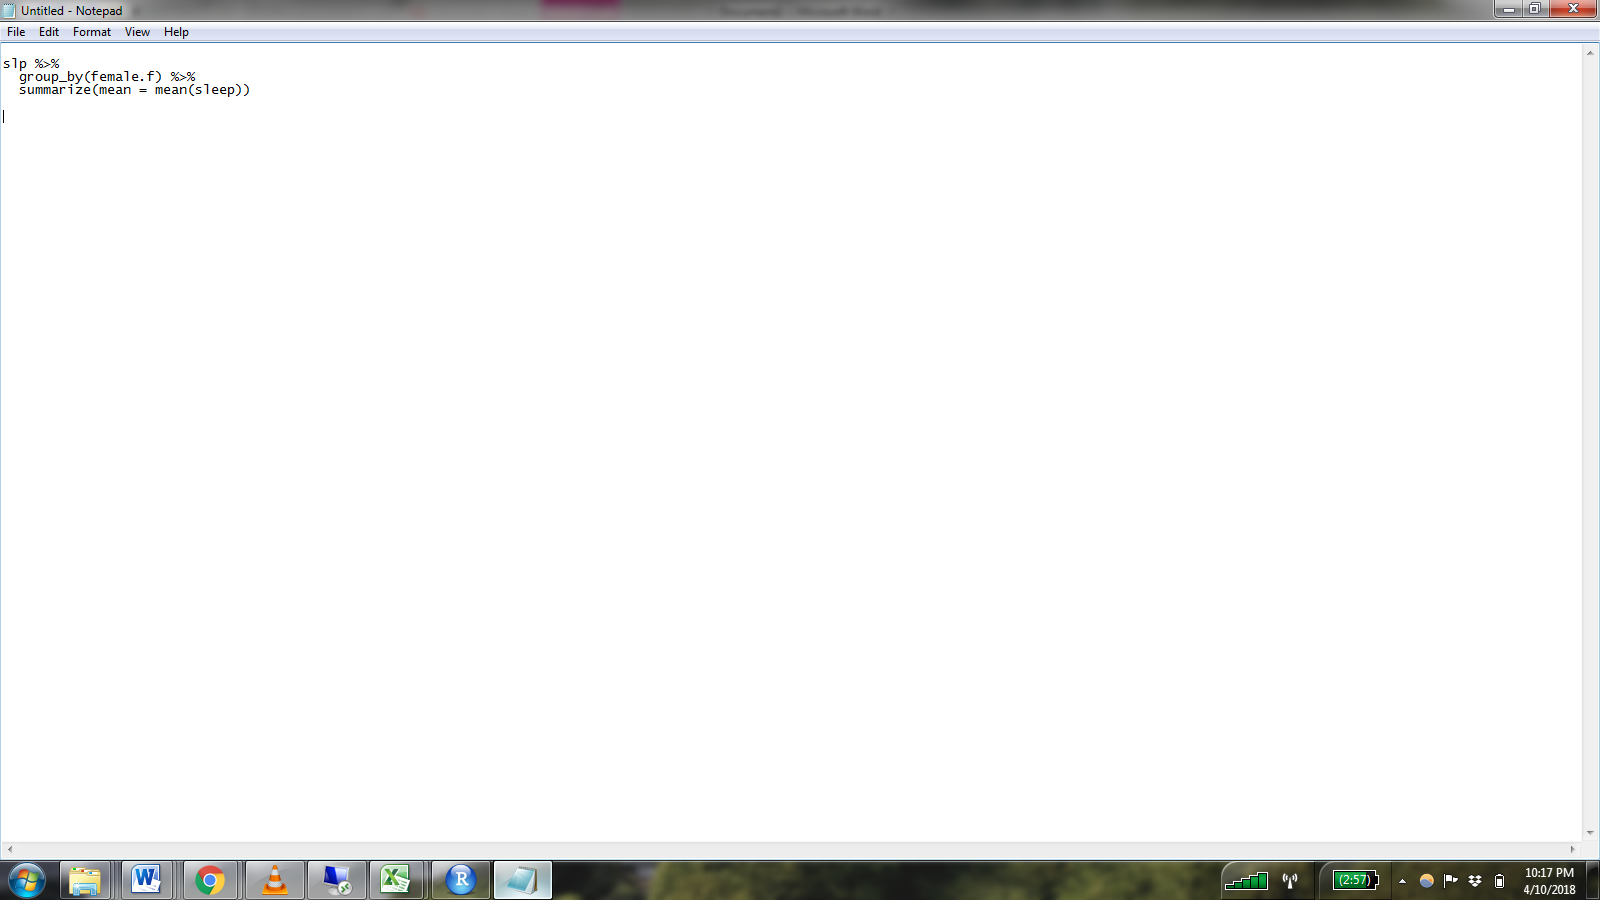 Untitled - Notepad
File Edit Format View Help
slp %>%
  group_by(female.f) %>%
  summarize(mean = mean(sleep))
W
X
R
(2:57)
10:17 PM
4/10/2018